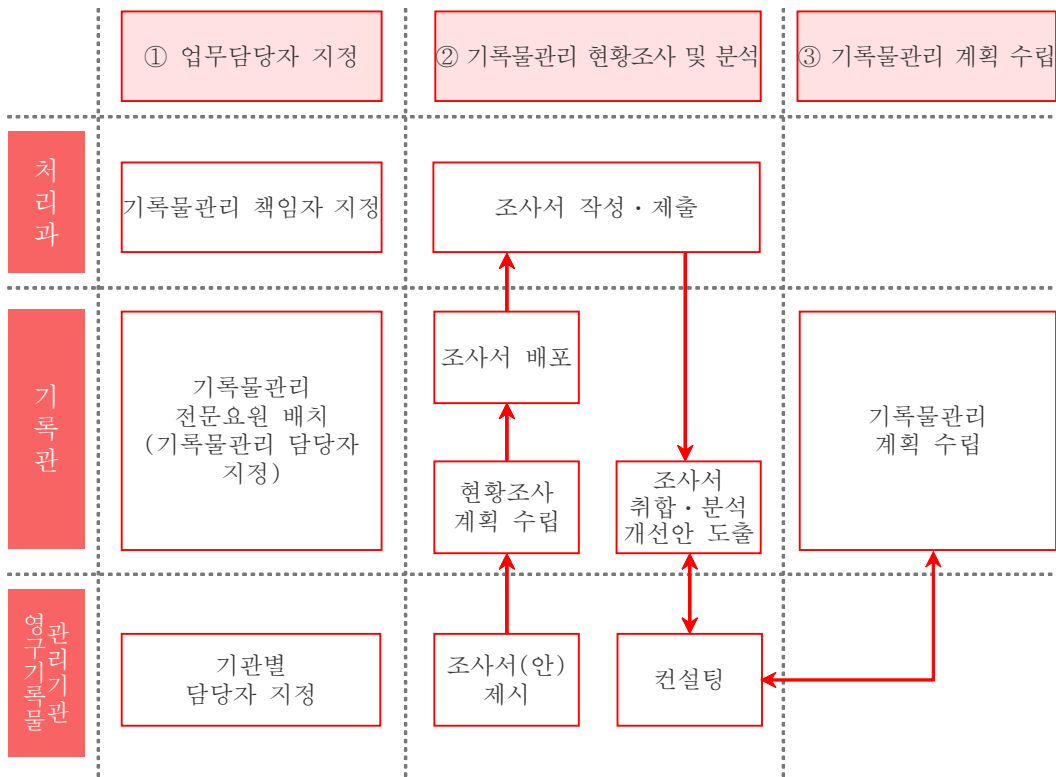 ① 업무담당자 지정
② 기록물관리 현황조사 및 분석
③ 기록물관리 계획 수립
처리과
기록물관리 책임자 지정
조사서 작성・제출
기록관
기록물관리
전문요원 배치
(기록물관리 담당자
지정)
조사서 배포
현황조사
계획 수립
조사서
취합・분석
개선안 도출
기록물관리
계획 수립
영구기록물
관리기관
기관별
담당자 지정
조사서(안)
제시
컨설팅